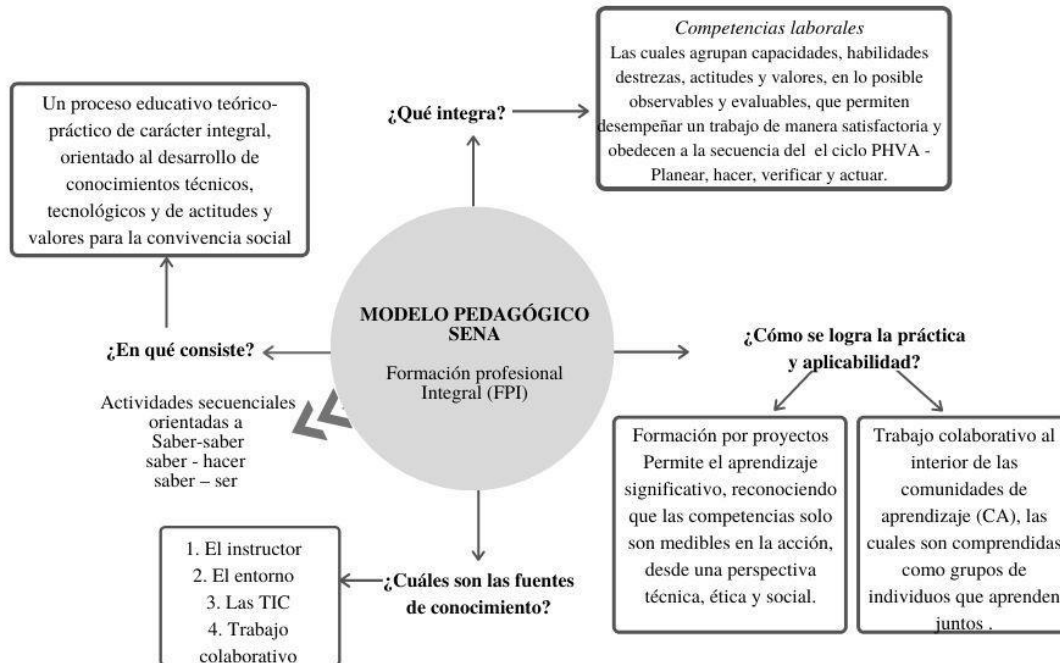 Competencias laborales
Las cuales agrupan capacidades, habilidades
destrezas, actitudes y valores, en lo posible
observables y evaluables, que permiten
desempeñar un trabajo de manera satisfactoria y
obedecen a la secuencia del el ciclo PHVA -
Planear, hacer, verificar y actuar.
¿Qué integra?
Un proceso educativo teórico-
práctico de carácter integral,
orientado al desarrollo de
conocimientos técnicos,
tecnológicos y de actitudes y
valores para la convivencia social
MODELO PEDAGÓGICO
SENA
Formación profesional
Integral (FPI)
¿En qué consiste?
Actividades secuenciales
orientadas a
Saber-saber
saber - hacer
saber – ser
¿Cómo se logra la práctica
y aplicabilidad?
Formación por proyectos
Permite el aprendizaje
significativo, reconociendo
que las competencias solo
son medibles en la acción,
desde una perspectiva
técnica, ética y social.
Trabajo colaborativo al
interior de las
comunidades de
aprendizaje (CA), las
cuales son comprendidas
como grupos de
individuos que aprenden
juntos .
¿Cuáles son las fuentes
de conocimiento?
1. El instructor
2. El entorno
3. Las TIC
4. Trabajo
colaborativo